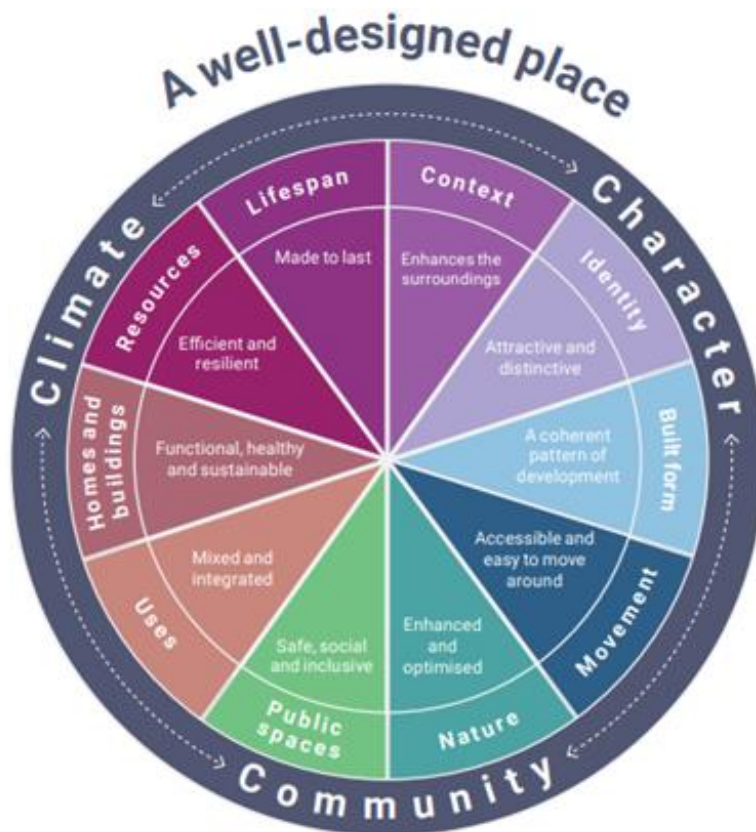 A well-designed place
Climate
Character
Community
Context
Enhances the
surroundings
Identity
Attractive and
distinctive
Built form
A coherent
pattern of
development
Movement
Accessible and
easy to move
around
Nature
Enhanced
and
optimised
Public
spaces
Safe, social
and inclusive
Uses
Mixed and
integrated
Homes and
buildings
Functional, healthy
and sustainable
Resources
Efficient and
resilient
Lifespan
Made to last